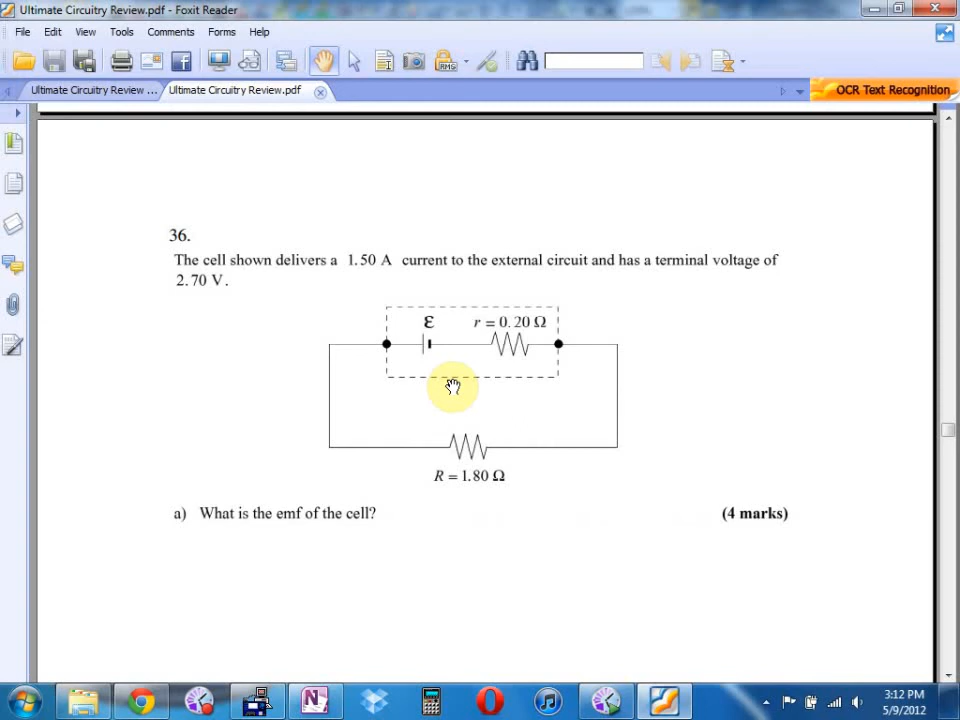 Ultimate Circuitry Review.pdf - Foxit Reader
File Edit View Tools Comments Forms Help
RMS
Ultimate Circuitry Review ... Ultimate Circuitry Review.pdf
OCR Text Recognition
36.
The cell shown delivers a 1.50 A current to the external circuit and has a terminal voltage of
2.70 V.
ε r = 0.20 Ω
R = 1.80 Ω
a) What is the emf of the cell? (4 marks)
3:12 PM
5/9/2012